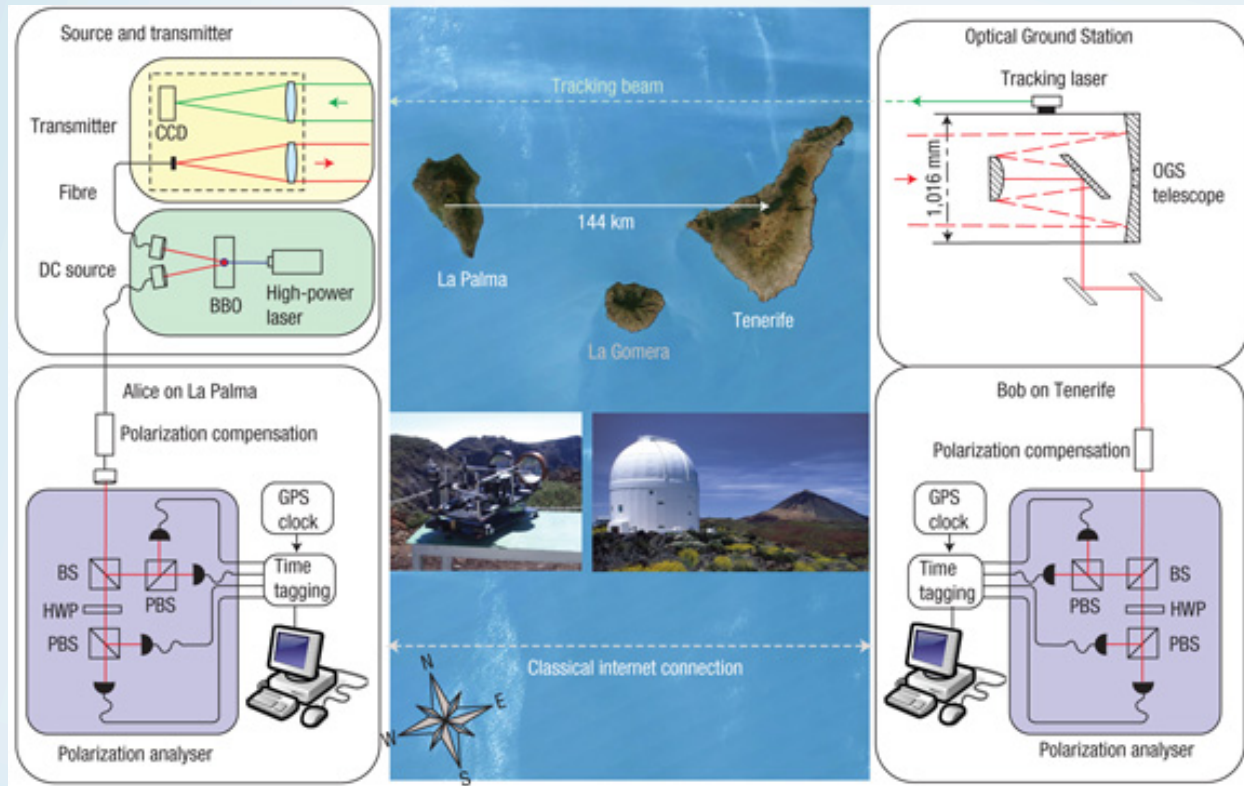 Source and transmitter
Transmitter
CCD
Fibre
DC source
BBO
High-power
laser
Alice on La Palma
Polarization compensation
GPS
clock
BS
PBS
Time
tagging
HWP
PBS
Polarization analyser
Tracking beam
144 km
La Palma
Tenerife
La Gomera
Classical internet connection
N
E
W
S
Optical Ground Station
Tracking laser
1,016 mm
OGS
telescope
Bob on Tenerife
Polarization compensation
GPS
clock
Time
tagging
PBS
BS
HWP
PBS
Polarization analyser